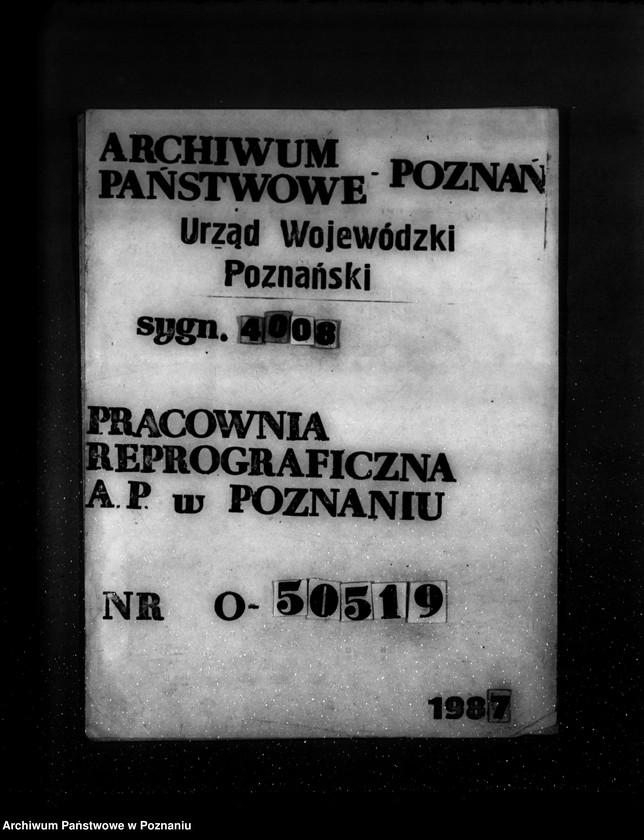 ARCHIWUM
PAŃSTWOWE - POZNAŃ
Urząd Wojewódzki
Poznański
sygn. 4008
PRACOWNIA
REPROGRAFICZNA
A.P. w POZNANIU
NR O-50519
1987
Archiwum Państwowe w Poznaniu